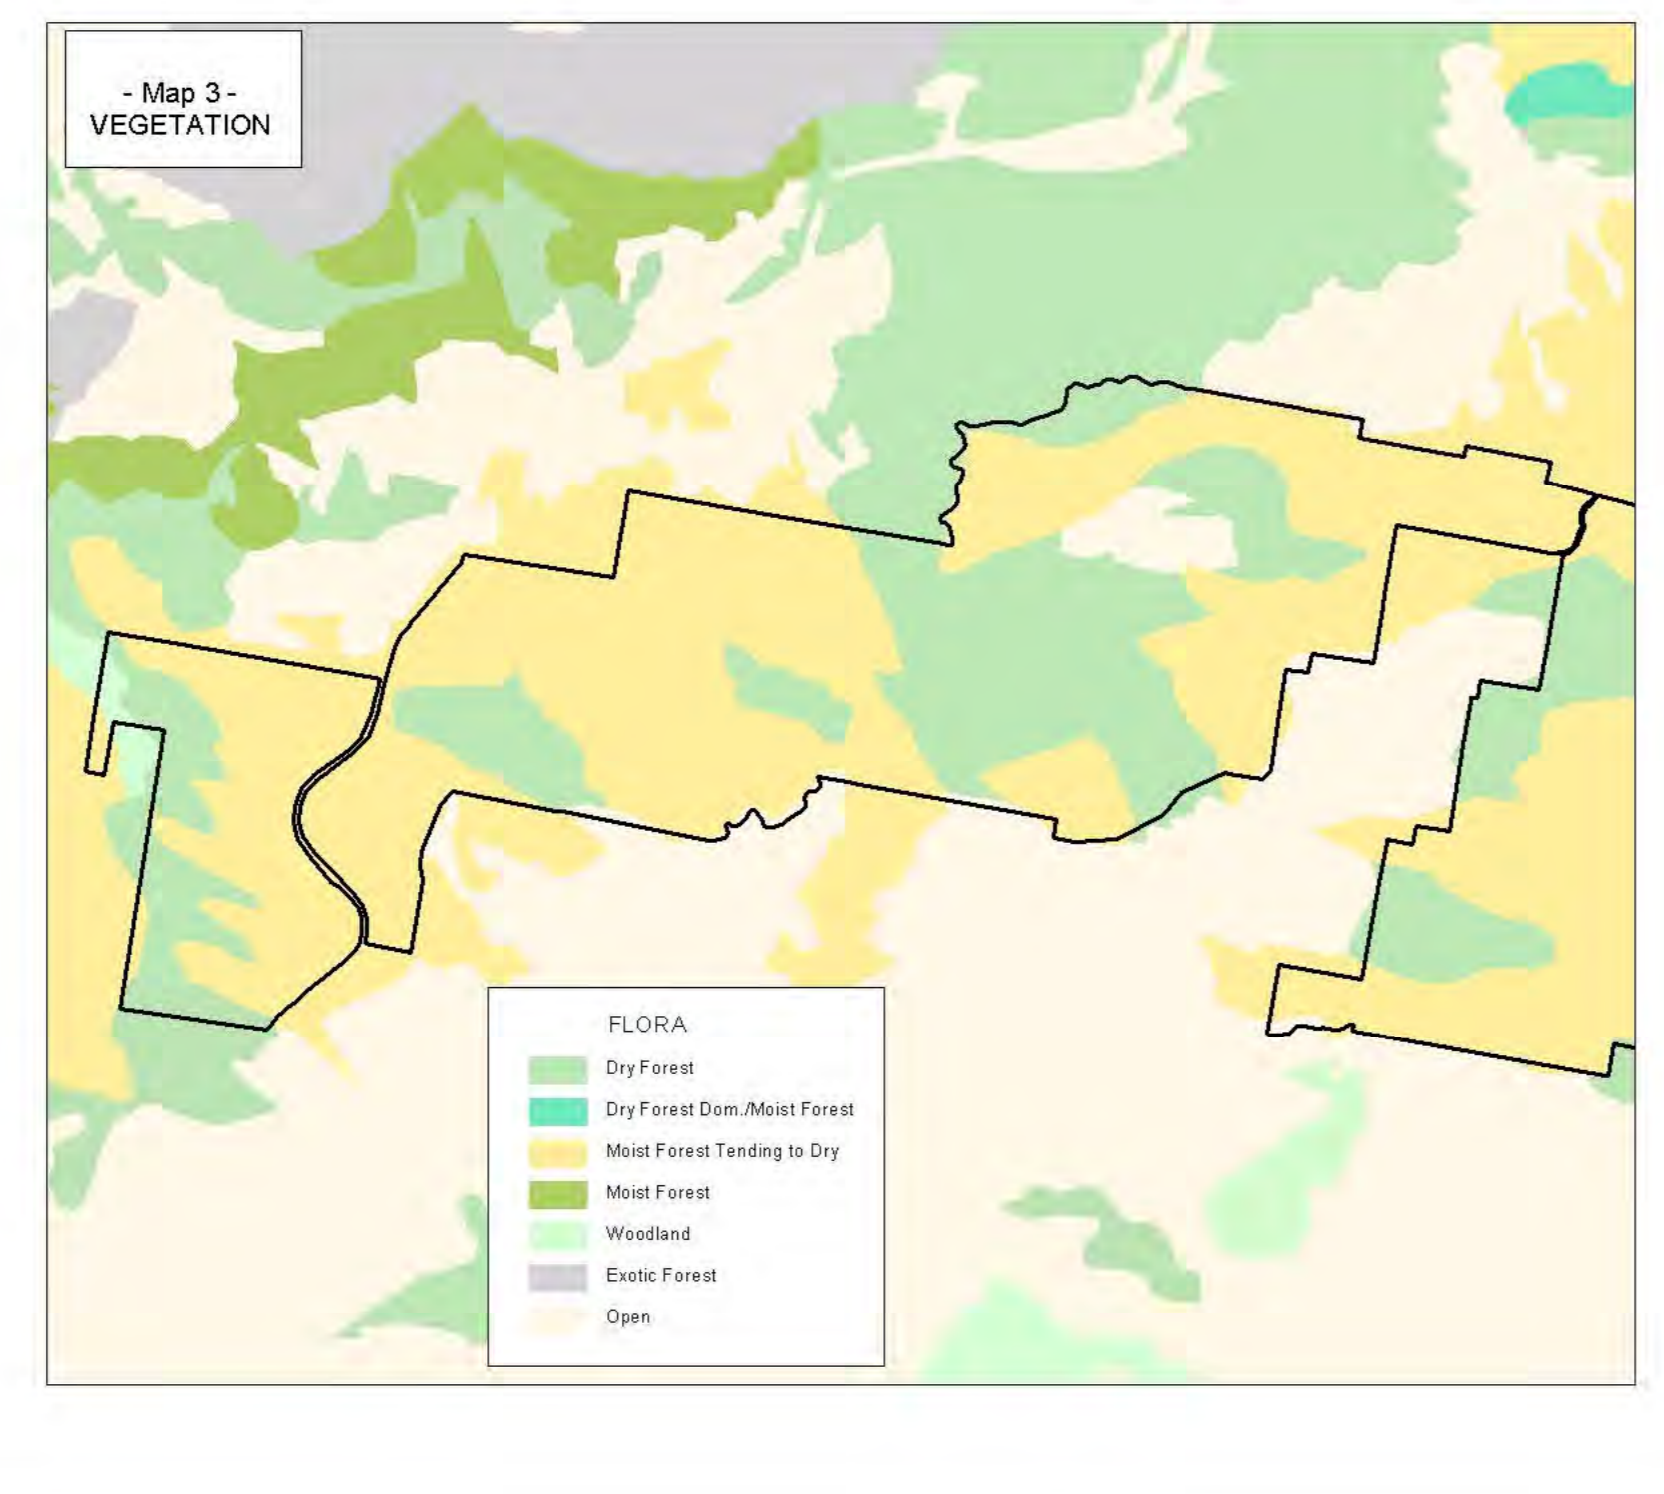 - Map 3 -
VEGETATION
FLORA
Dry Forest
Dry Forest Dom./Moist Forest
Moist Forest Tending to Dry
Moist Forest
Woodland
Exotic Forest
Open